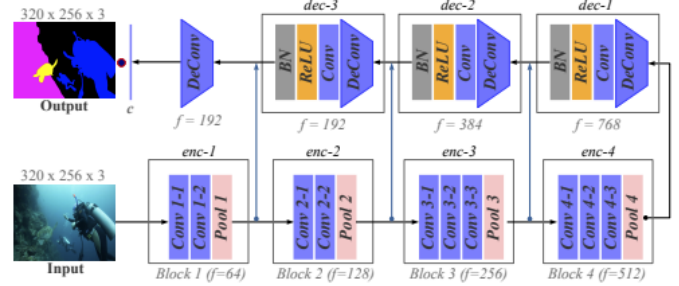 320 x 256 x 3
Output
c
DeConv
f = 192
dec-3
BN
ReLU
Conv
DeConv
f = 192
dec-2
BN
ReLU
Conv
DeConv
f = 384
dec-1
BN
ReLU
Conv
DeConv
f = 768
320 x 256 x 3
Input
enc-1
Conv 1-1
Conv 1-2
Pool 1
Block 1 (f=64)
enc-2
Conv 2-1
Conv 2-2
Pool 2
Block 2 (f=128)
enc-3
Conv 3-1
Conv 3-2
Conv 3-3
Pool 3
Block 3 (f=256)
enc-4
Conv 4-1
Conv 4-2
Conv 4-3
Pool 4
Block 4 (f=512)